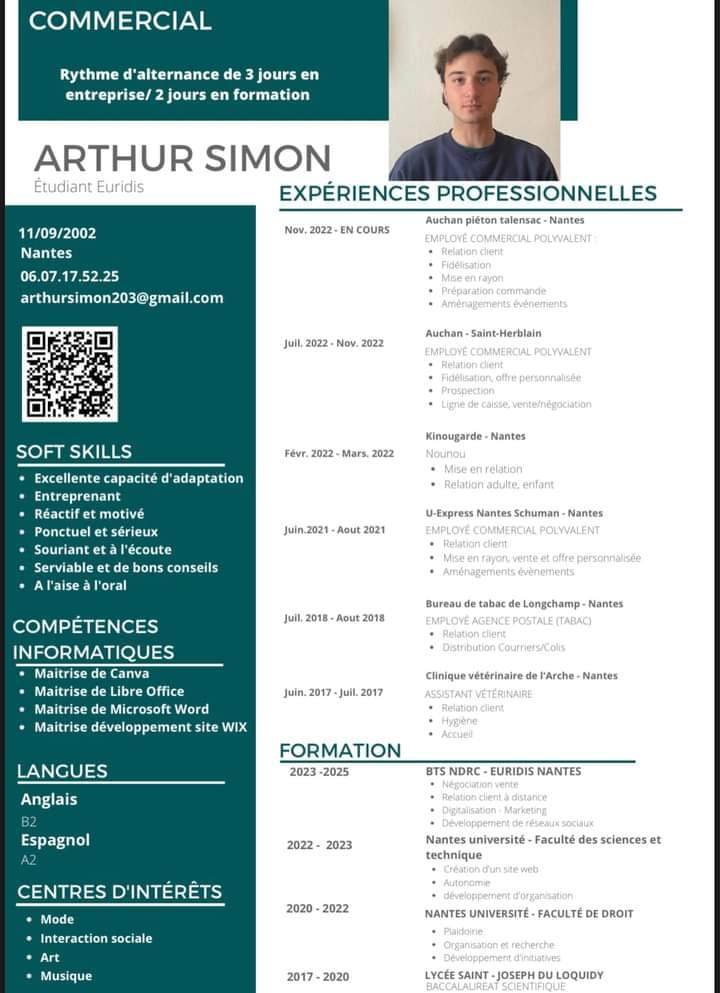 COMMERCIAL
Rythme d'alternance de 3 jours en
entreprise/ 2 jours en formation
ARTHUR SIMON
Étudiant Euridis
11/09/2002
Nantes
06.07.17.52.25
arthursimon203@gmail.com
SOFT SKILLS
• Excellente capacité d'adaptation
• Entreprenant
• Réactif et motivé
• Ponctuel et sérieux
• Souriant et à l'écoute
• Serviable et de bons conseils
• A l'aise à l'oral
COMPÉTENCES
INFORMATIQUES
• Maitrise de Canva
• Maitrise de Libre Office
• Maitrise de Microsoft Word
• Maitrise développement site WIX
LANGUES
Anglais
B2
Espagnol
A2
CENTRES D'INTÉRÊTS
• Mode
• Interaction sociale
• Art
• Musique
EXPÉRIENCES PROFESSIONNELLES
Nov. 2022 - EN COURS
Auchan piéton talensac - Nantes
EMPLOYÉ COMMERCIAL POLYVALENT :
• Relation client
• Fidélisation
• Mise en rayon
• Préparation commande
• Aménagements événements
Juil. 2022 - Nov. 2022
Auchan - Saint-Herblain
EMPLOYÉ COMMERCIAL POLYVALENT
• Relation client
• Fidélisation, offre personnalisée
• Prospection
• Ligne de caisse, vente/négociation
Févr. 2022 - Mars. 2022
Kinougarde - Nantes
Nounou
• Mise en relation
• Relation adulte, enfant
Juin.2021 - Aout 2021
U-Express Nantes Schuman - Nantes
EMPLOYÉ COMMERCIAL POLYVALENT
• Relation client
• Mise en rayon, vente et offre personnalisée
• Aménagements évènements
Juil. 2018 - Aout 2018
Bureau de tabac de Longchamp - Nantes
EMPLOYÉ AGENCE POSTALE (TABAC)
• Relation client
• Distribution Courriers/Colis
Juin. 2017 - Juil. 2017
Clinique vétérinaire de l'Arche - Nantes
ASSISTANT VÉTÉRINAIRE
• Relation client
• Hygiène
• Accueil
FORMATION
2023 -2025
BTS NDRC - EURIDIS NANTES
• Négociation vente
• Relation client à distance
• Digitalisation - Marketing
• Développement de réseaux sociaux
2022 - 2023
Nantes université - Faculté des sciences et
technique
• Création d'un site web
• Autonomie
• développement d'organisation
2020 - 2022
NANTES UNIVERSITÉ - FACULTÉ DE DROIT
• Plaidoirie
• Organisation et recherche
• Développement d'initiatives
2017 - 2020
LYCÉE SAINT - JOSEPH DU LOQUIDY
BACCALAUREAT SCIENTIFIQUE